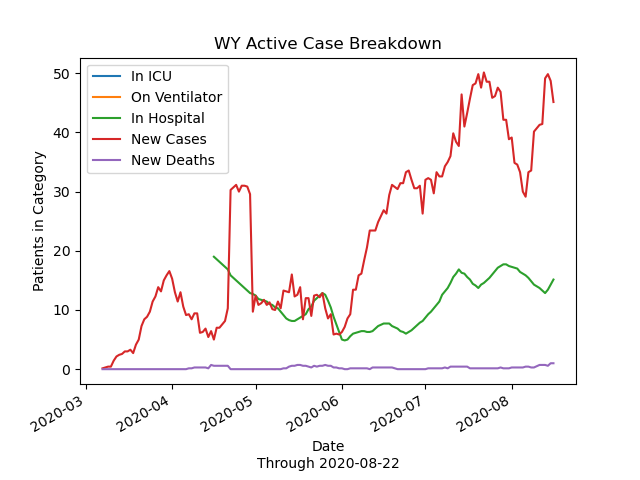 WY Active Case Breakdown
In ICU
On Ventilator
In Hospital
New Cases
New Deaths
Patients in Category
50
40
30
20
10
0
2020-03
2020-04
2020-05
2020-06
2020-07
2020-08
Date
Through 2020-08-22